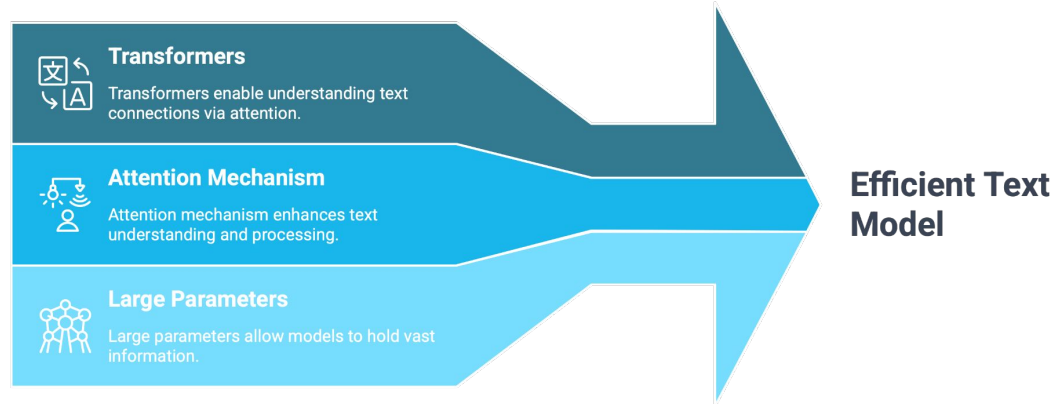 Transformers
Transformers enable understanding text
connections via attention.
文
A
Attention Mechanism
Attention mechanism enhances text
understanding and processing.
Large Parameters
Large parameters allow models to hold vast
information.
Efficient Text
Model